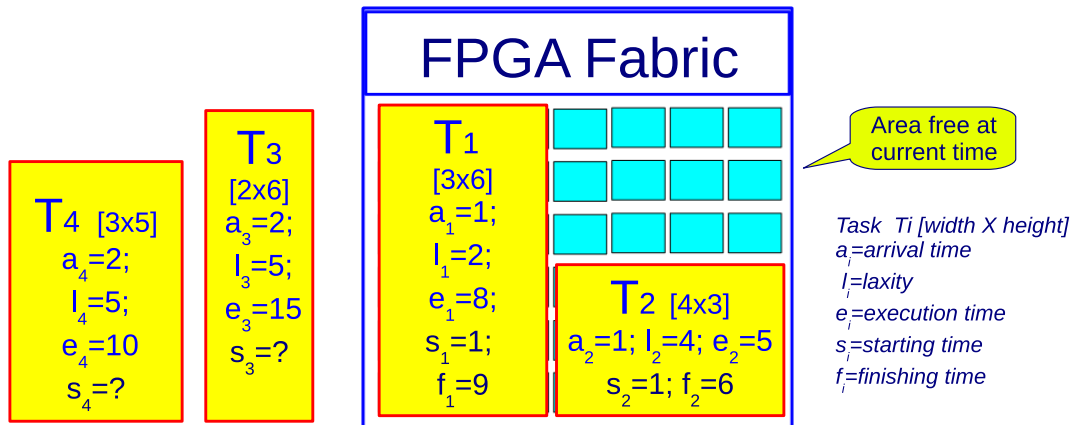 FPGA Fabric
T4 [3x5]
a4=2;
l4=5;
e4=10
s4=?
T3
[2x6]
a3=2;
l3=5;
e3=15
s3=?
T1
[3x6]
a1=1;
l1=2;
e1=8;
s1=1;
f1=9
T2 [4x3]
a2=1; l2=4; e2=5
s2=1; f2=6
Area free at
current time
Task Ti [width X height]
ai=arrival time
li=laxity
ei=execution time
si=starting time
fi=finishing time